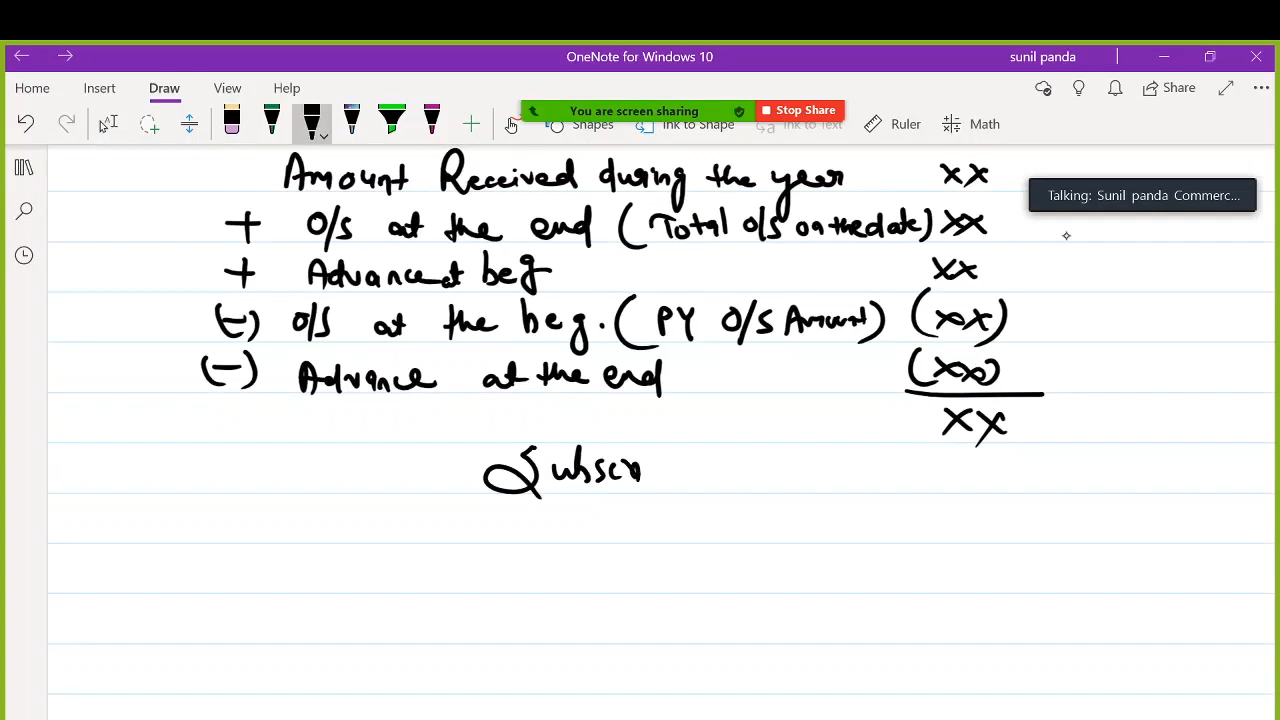 OneNote for Windows 10
sunil panda
Home Insert Draw View Help
Share
You are screen sharing
Stop Share
Shapes Ink to Shape Ink to Text Ruler Math
Talking: Sunil panda Commerc...
Amount Received during the year xx
+ O/S at the end (Total O/S on the date) xx
+ Advance at beg xx
(-) O/S at the beg. (PY O/S Amount) (xx)
(-) Advance at the end (xx)
xx
Subscr